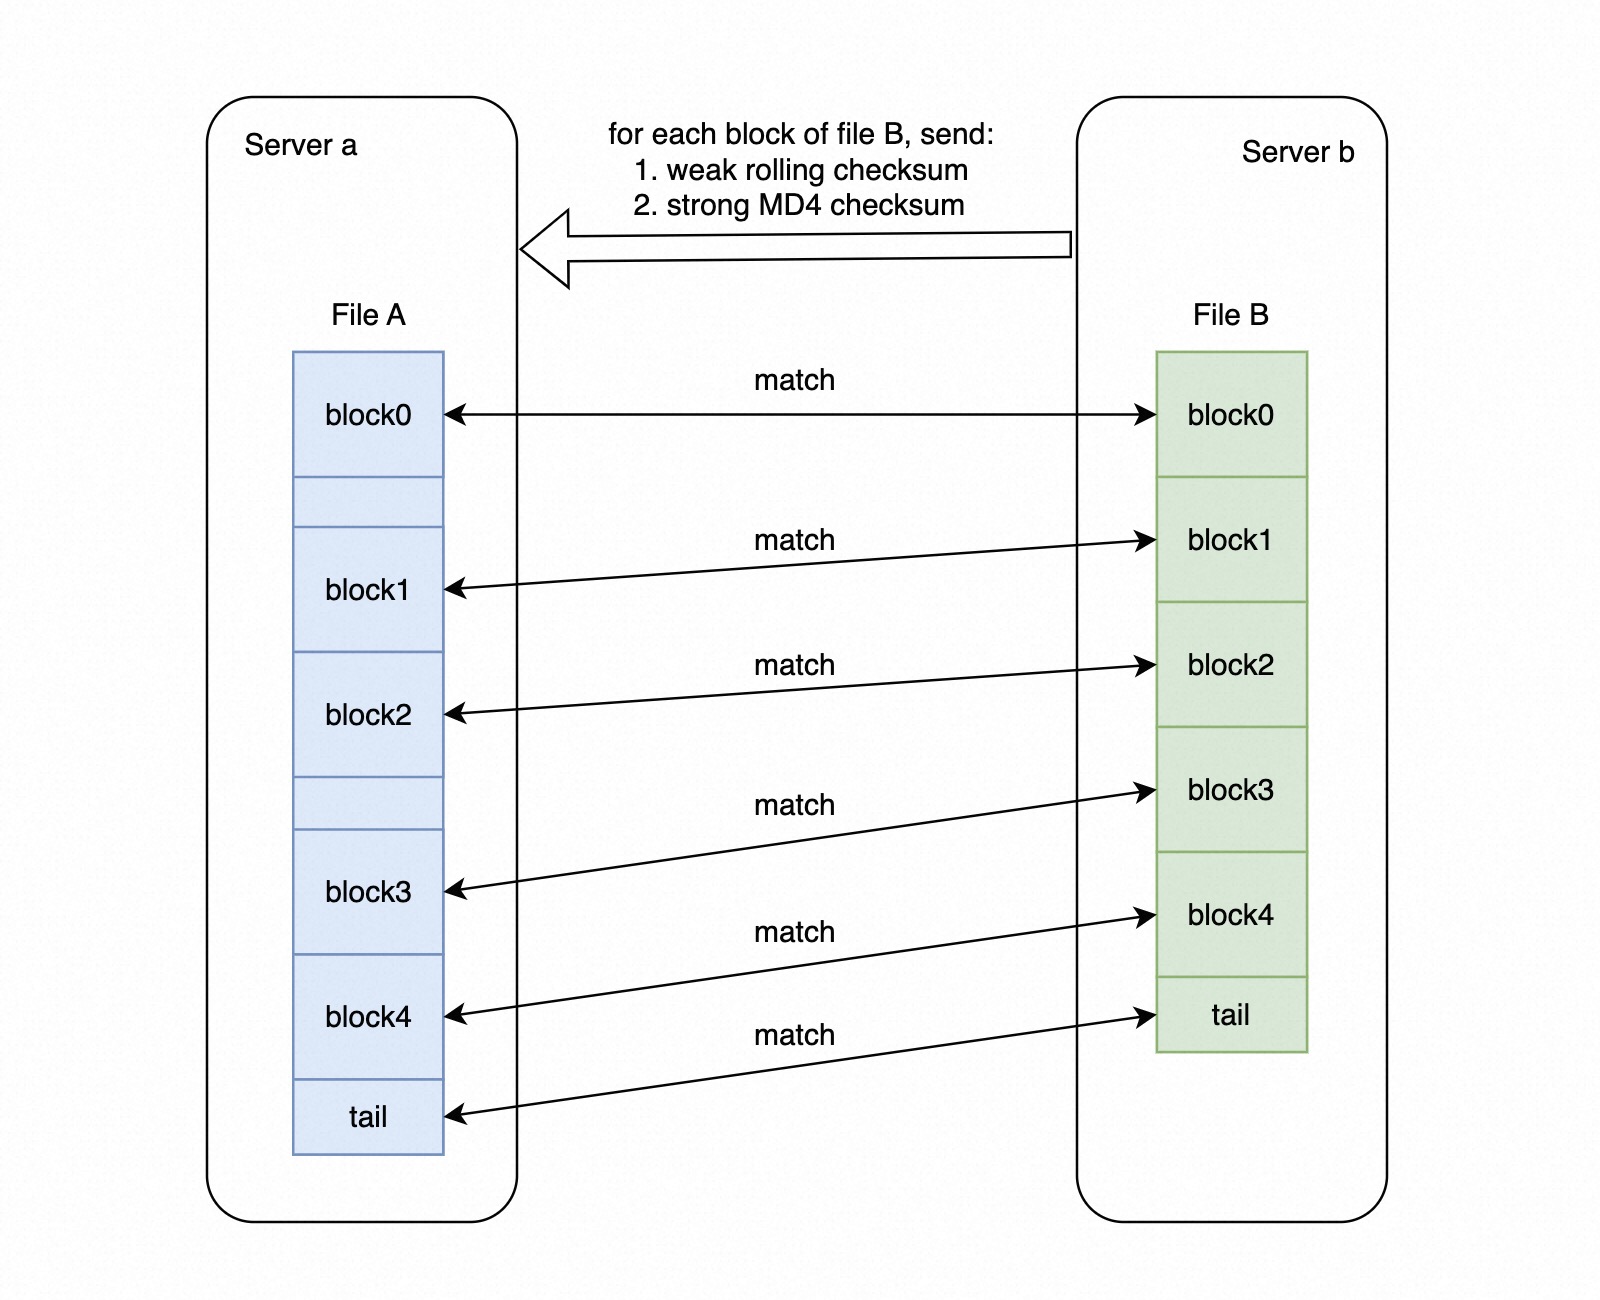 Server a
for each block of file B, send:
1. weak rolling checksum
2. strong MD4 checksum
Server b
File A
File B
match
block0
block0
match
block1
block1
match
block2
block2
match
block3
block3
match
block4
block4
match
tail
tail